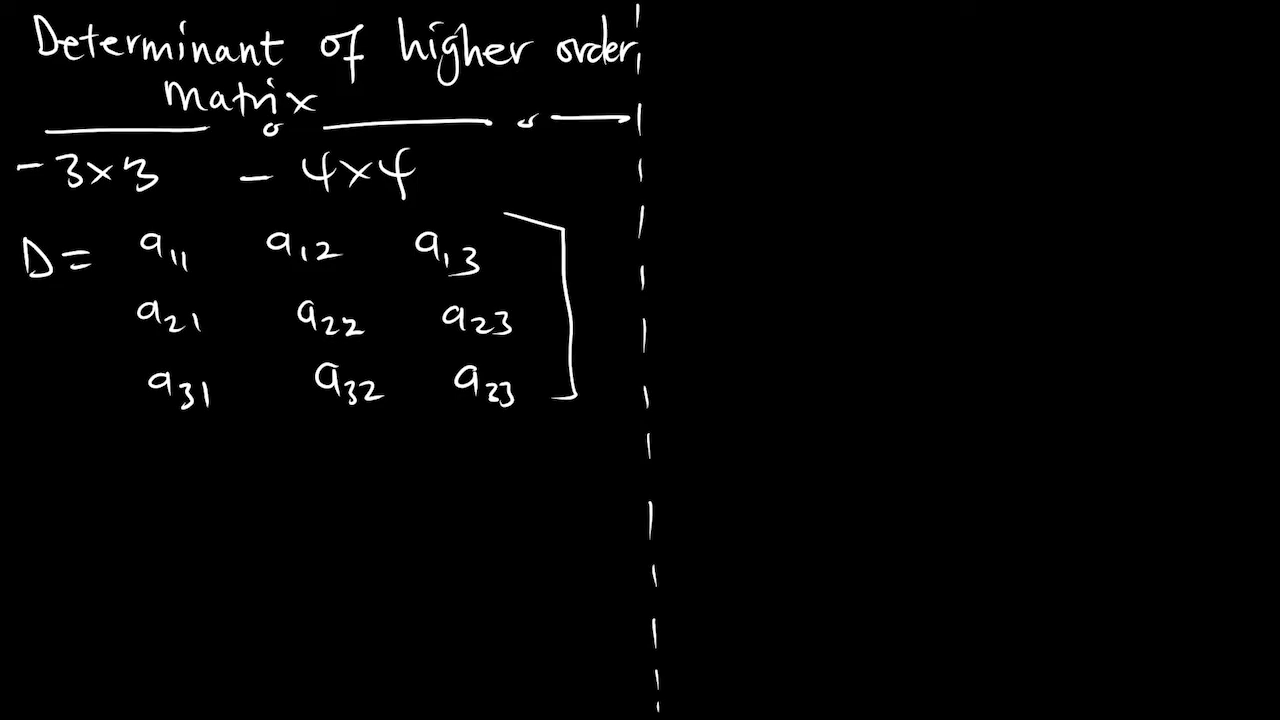 Determinant of higher order
matrix
- 3×3 - 4×4
D = a₁₁ a₁₂ a₁₃
a₂₁ a₂₂ a₂₃
a₃₁ a₃₂ a₂₃